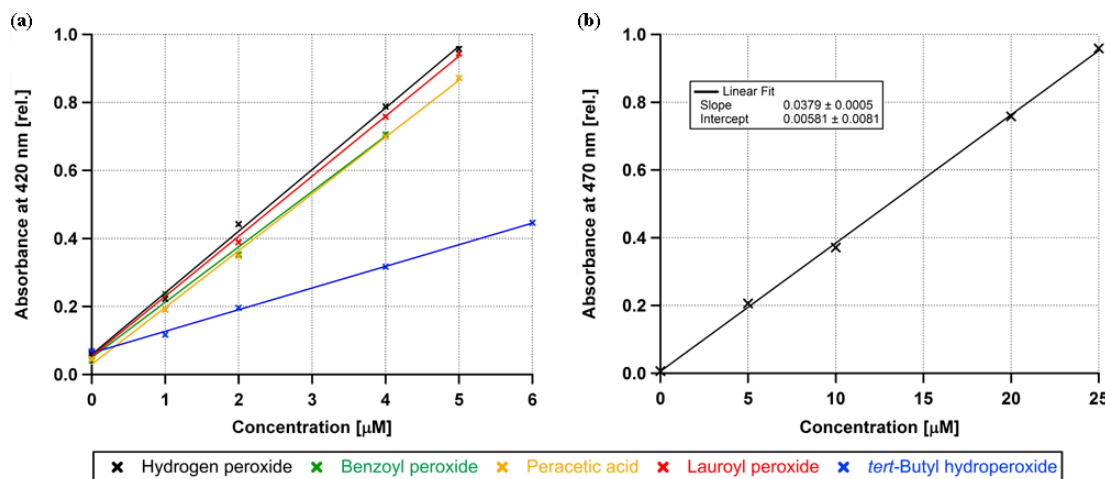 (a)
1.0
0.8
0.6
0.4
0.2
0.0
Absorbance at 420 nm [rel.]
0 1 2 3 4 5 6
Concentration [μM]
(b)
1.0
0.8
0.6
0.4
0.2
0.0
Absorbance at 470 nm [rel.]
Linear Fit
Slope 0.0379 ± 0.0005
Intercept 0.00581 ± 0.0081
0 5 10 15 20 25
Concentration [μM]
Hydrogen peroxide Benzoyl peroxide Peracetic acid Lauroyl peroxide tert-Butyl hydroperoxide